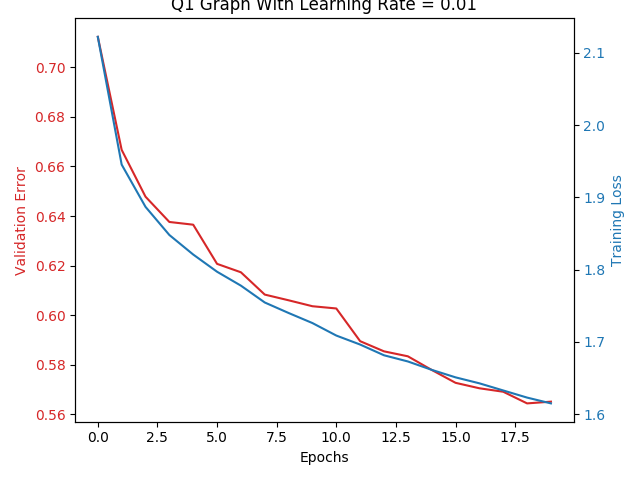 Q1 Graph With Learning Rate = 0.01
Validation Error
0.70
0.68
0.66
0.64
0.62
0.60
0.58
0.56
2.1
2.0
1.9
1.8
1.7
1.6
Training Loss
0.0 2.5 5.0 7.5 10.0 12.5 15.0 17.5
Epochs